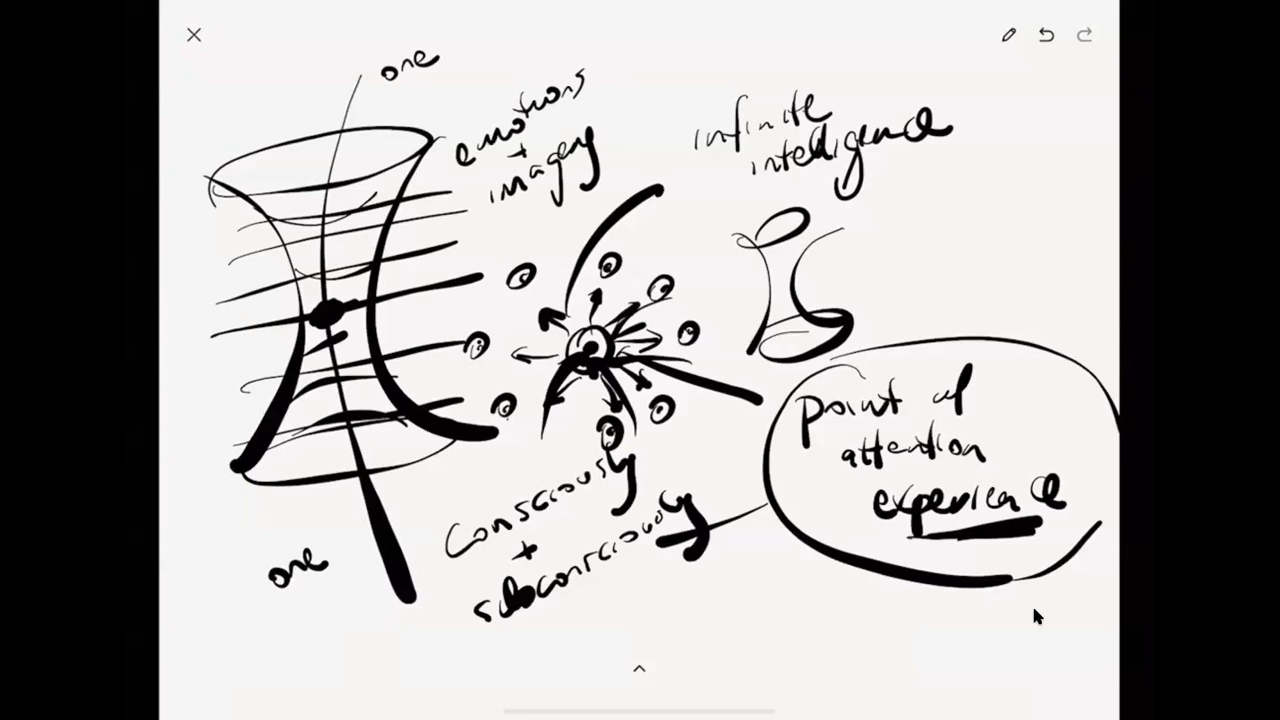 one
emotions
+
imagery
infinite
intelligence
one
consciously
+
subconsciously
point of
attention
experience